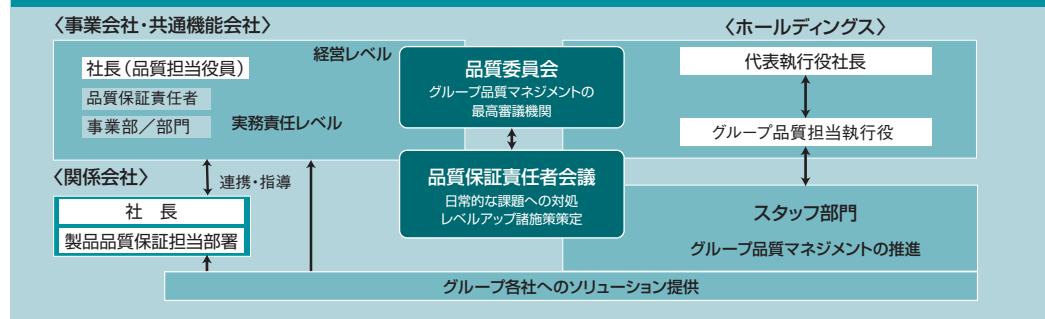 〈事業会社・共通機能会社〉
経営レベル
社長（品質担当役員）
品質保証責任者
事業部／部門
実務責任レベル
〈関係会社〉
連携・指導
社　長
製品品質保証担当部署
品質委員会
グループ品質マネジメントの
最高審議機関
品質保証責任者会議
日常的な課題への対処
レベルアップ諸施策策定
〈ホールディングス〉
代表執行役社長
グループ品質担当執行役
スタッフ部門
グループ品質マネジメントの推進
グループ各社へのソリューション提供